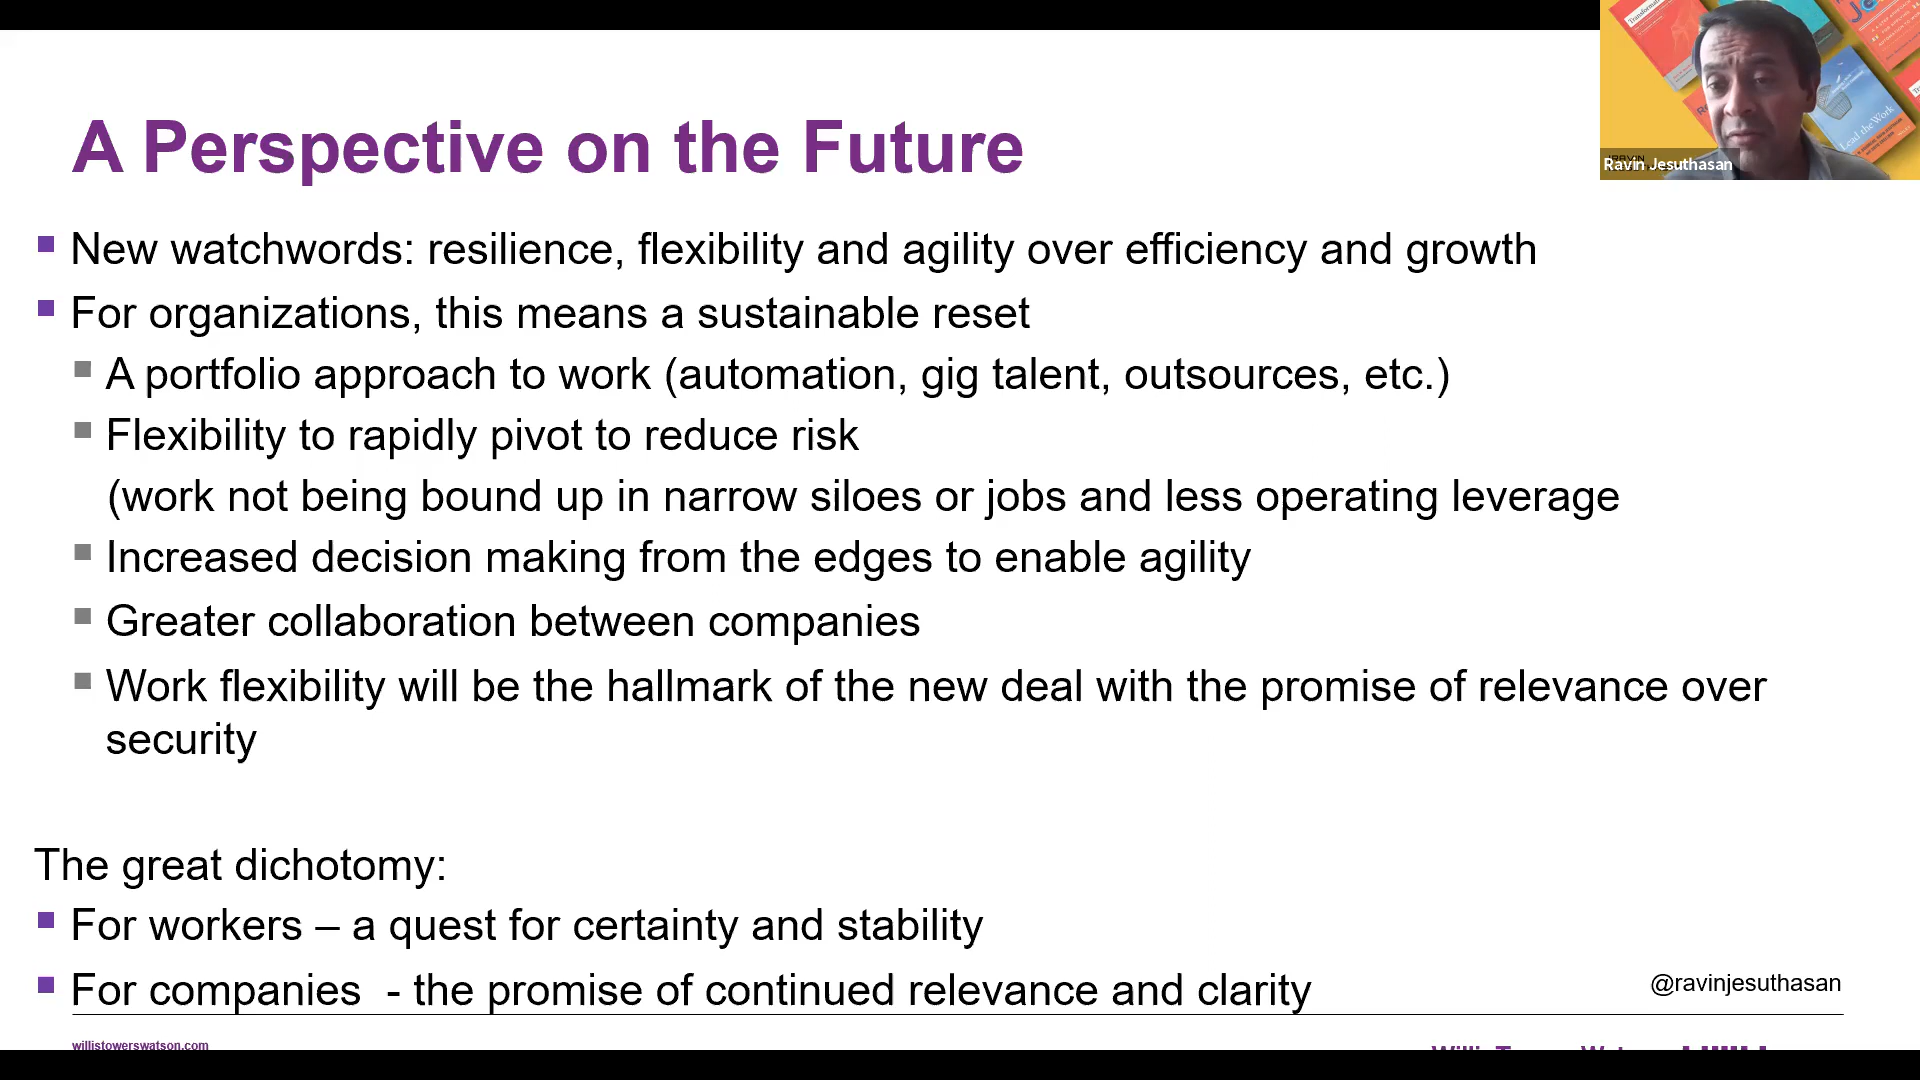 A Perspective on the Future
New watchwords: resilience, flexibility and agility over efficiency and growth
For organizations, this means a sustainable reset
A portfolio approach to work (automation, gig talent, outsources, etc.)
Flexibility to rapidly pivot to reduce risk
(work not being bound up in narrow siloes or jobs and less operating leverage
Increased decision making from the edges to enable agility
Greater collaboration between companies
Work flexibility will be the hallmark of the new deal with the promise of relevance over
security
The great dichotomy:
For workers – a quest for certainty and stability
For companies  - the promise of continued relevance and clarity
@ravinjesuthasan
willistowerswatson.com
Ravin Jesuthasan
Lead the Work